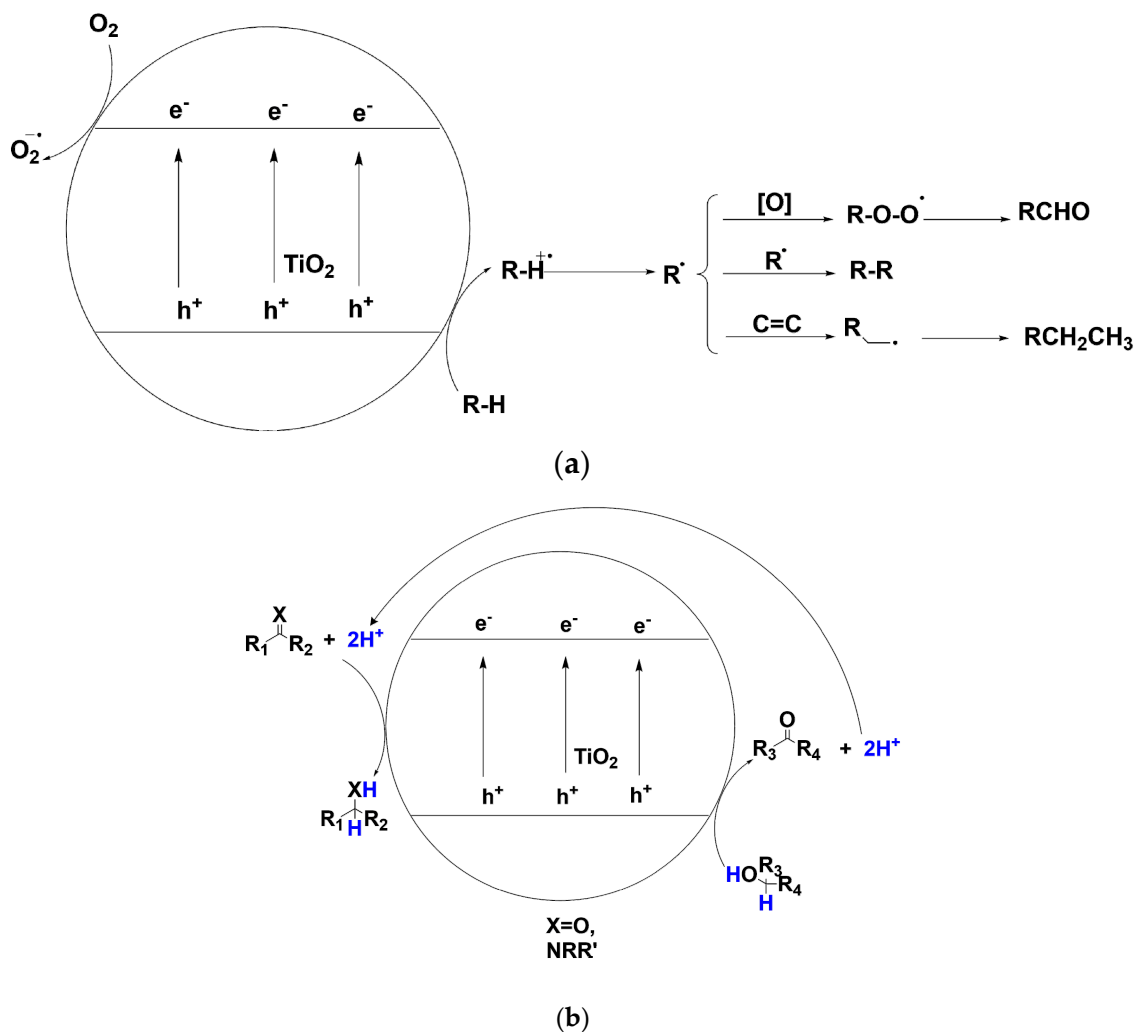 O₂
O₂⁻•
e⁻ e⁻ e⁻
TiO₂
h⁺ h⁺ h⁺
R-H
R-H⁺•
R•
[O]
R-O-O•
RCHO
R•
R-R
C=C
R
•
RCH₂CH₃
(a)
X
R₁ R₂ + 2H⁺
e⁻ e⁻ e⁻
TiO₂
h⁺ h⁺ h⁺
O
R₃ R₄ + 2H⁺
XH
R₁ R₂
H
R₃
HO R₄
H
X=O,
NRR'
(b)